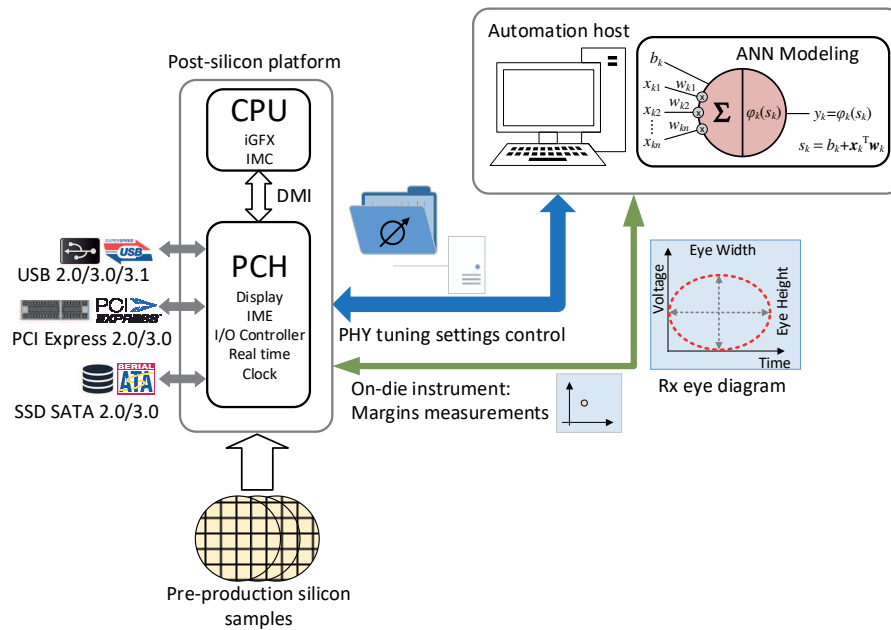 Automation host
ANN Modeling
b_k
x_k1 w_k1
x_k2 w_k2
x_kn w_kn
x
x
x
Σ
φ_k(s_k)
y_k=φ_k(s_k)
s_k = b_k+x_k^T w_k
Post-silicon platform
CPU
iGFX
IMC
DMI
PCH
Display
IME
I/O Controller
Real time
Clock
SUPERSPEED
USB
USB 2.0/3.0/3.1
PCI
EXPRESS
PCI Express 2.0/3.0
SERIAL
ATA
SSD SATA 2.0/3.0
PHY tuning settings control
On-die instrument:
Margins measurements
Eye Width
Voltage
Eye Height
Time
Rx eye diagram
Pre-production silicon
samples